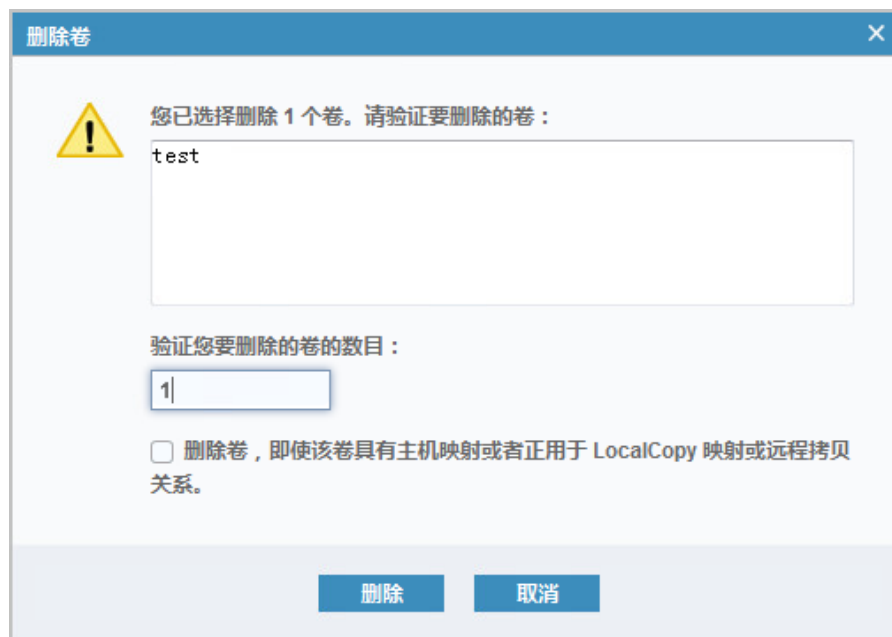 删除卷
您已选择删除 1 个卷。请验证要删除的卷：
test
验证您要删除的卷的数目：
1
删除卷，即使该卷具有主机映射或者正用于 LocalCopy 映射或远程拷贝
关系。
删除 取消